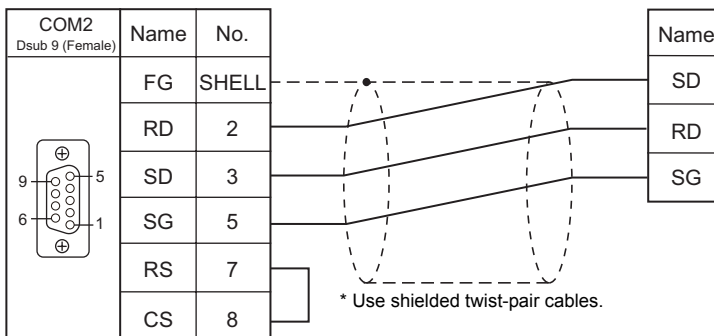 COM2
Dsub 9 (Female)
Name No.
Name
FG SHELL
SD
RD 2
RD
SD 3
SG
SG 5
RS 7
CS 8
9 5
6 1
* Use shielded twist-pair cables.